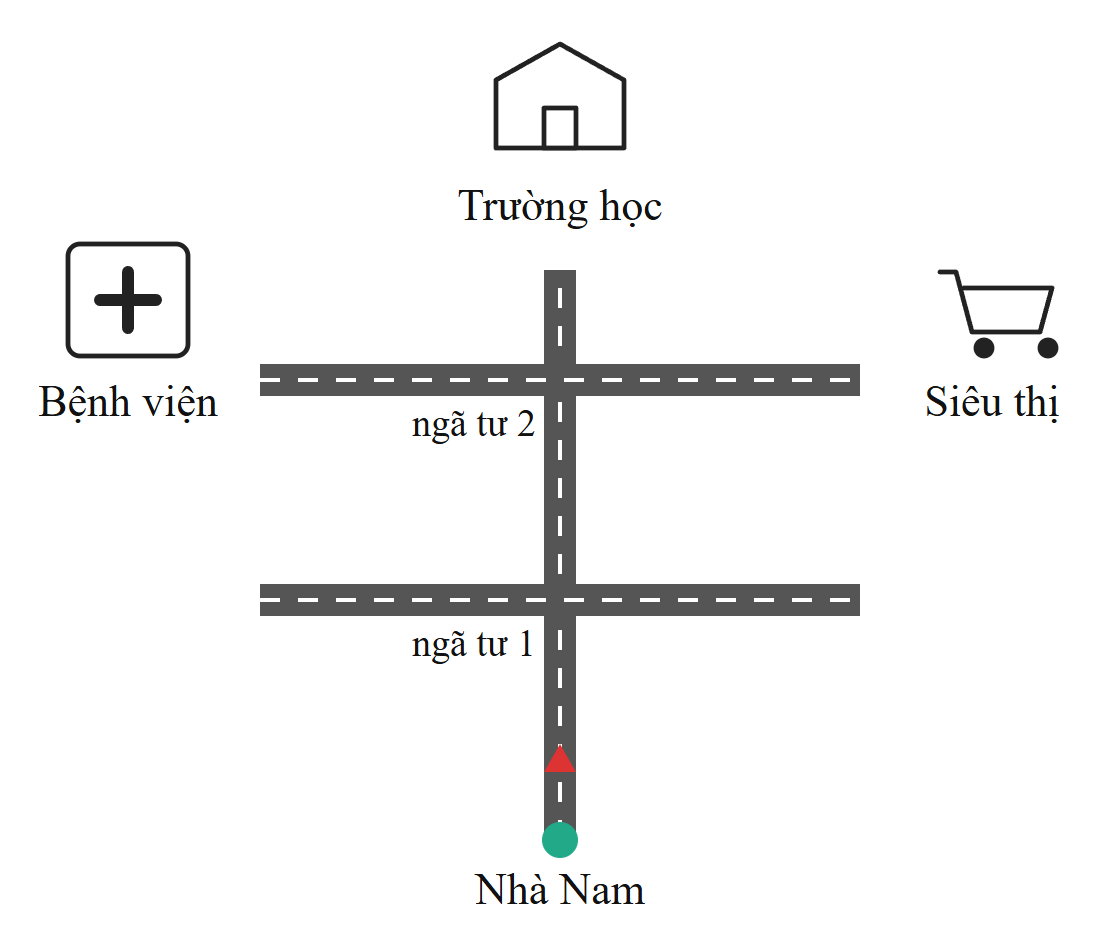 Trường học
Bệnh viện
Siêu thị
ngã tư 2
ngã tư 1
Nhà Nam